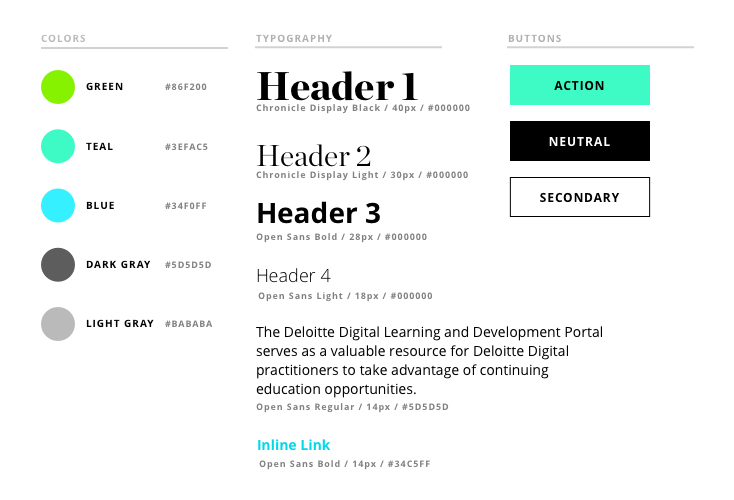 COLORS
GREEN #86F200
TEAL #3EFAC5
BLUE #34F0FF
DARK GRAY #5D5D5D
LIGHT GRAY #BABABA
TYPOGRAPHY
Header 1
Chronicle Display Black / 40px / #000000
Header 2
Chronicle Display Light / 30px / #000000
Header 3
Open Sans Bold / 28px / #000000
Header 4
Open Sans Light / 18px / #000000
The Deloitte Digital Learning and Development Portal
serves as a valuable resource for Deloitte Digital
practitioners to take advantage of continuing
education opportunities.
Open Sans Regular / 14px / #5D5D5D
Inline Link
Open Sans Bold / 14px / #34C5FF
BUTTONS
ACTION
NEUTRAL
SECONDARY